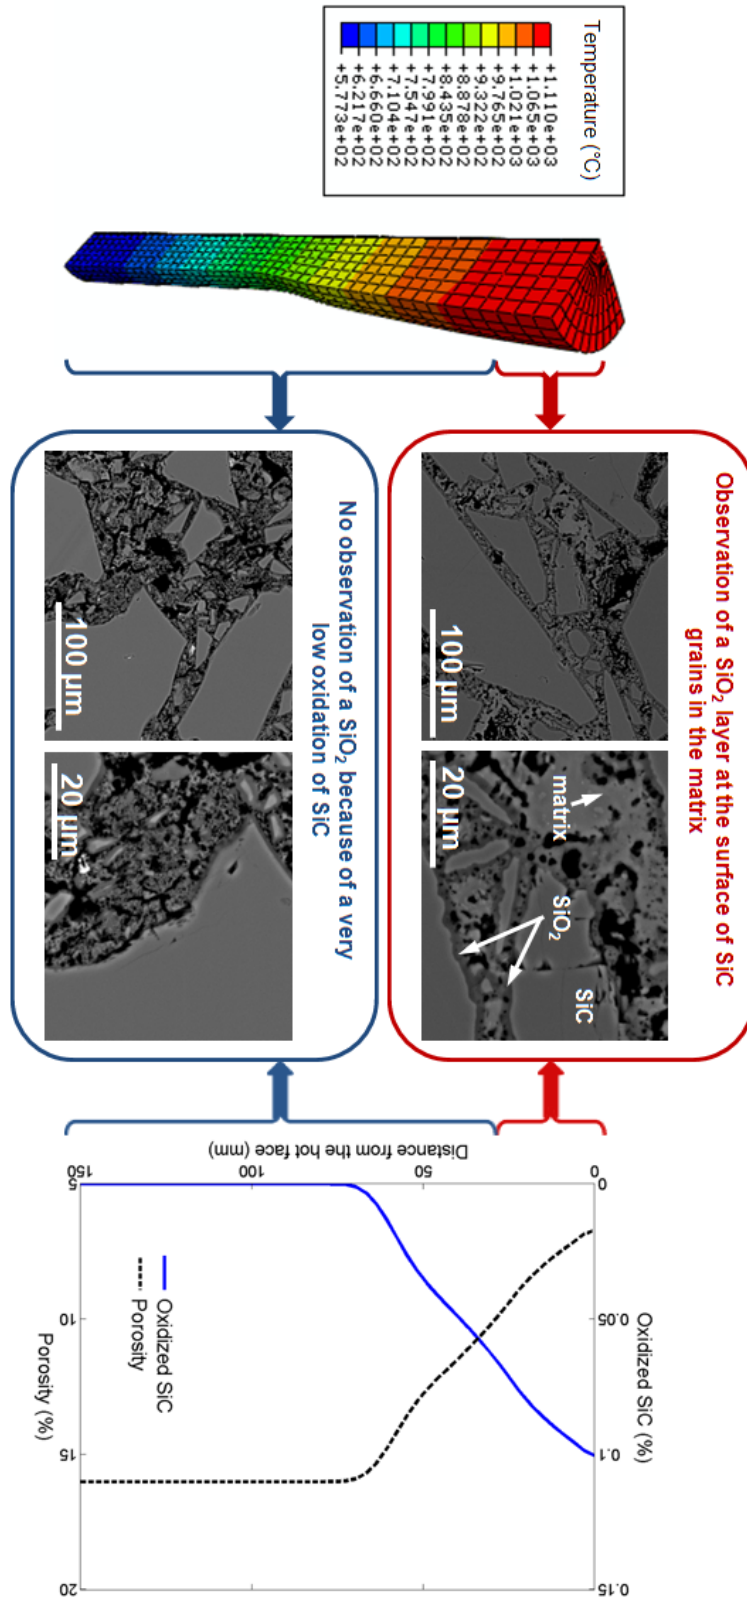 Temperature (°C)
+1.110e+03
+1.065e+03
+1.021e+03
+9.765e+02
+9.322e+02
+8.878e+02
+8.435e+02
+7.991e+02
+7.547e+02
+7.104e+02
+6.660e+02
+6.217e+02
+5.773e+02
Observation of a SiO₂ layer at the surface of SiC
grains in the matrix
100 µm
20 µm
matrix
SiO₂
SiC
No observation of a SiO₂ because of a very
low oxidation of SiC
100 µm
20 µm
Distance from the hot face (mm)
0
50
100
150
Oxidized SiC (%)
0
0.05
0.1
0.15
Oxidized SiC
Porosity
Porosity (%)
5
10
15
20